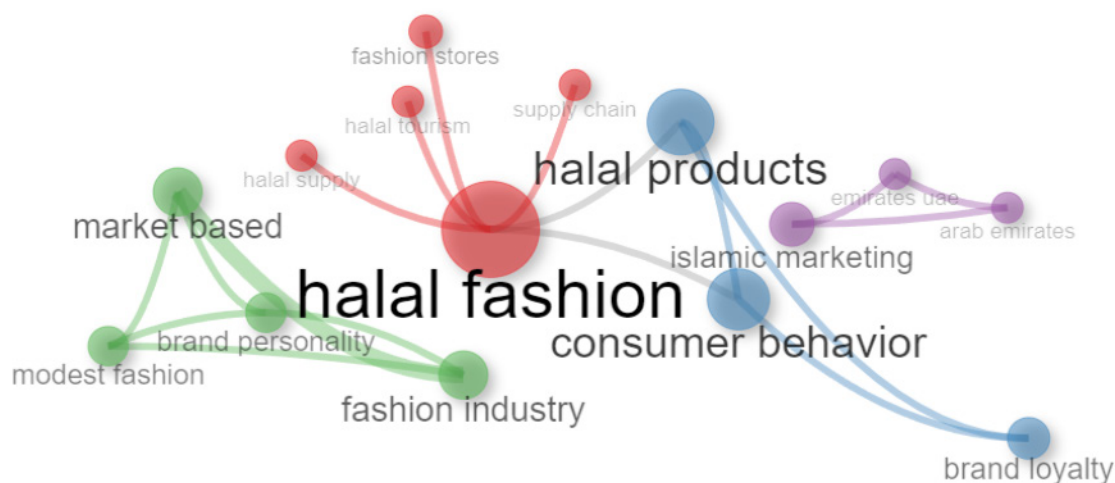 fashion stores
supply chain
halal tourism
halal products
halal supply
emirates uae
market based
arab emirates
islamic marketing
halal fashion
brand personality
consumer behavior
modest fashion
fashion industry
brand loyalty